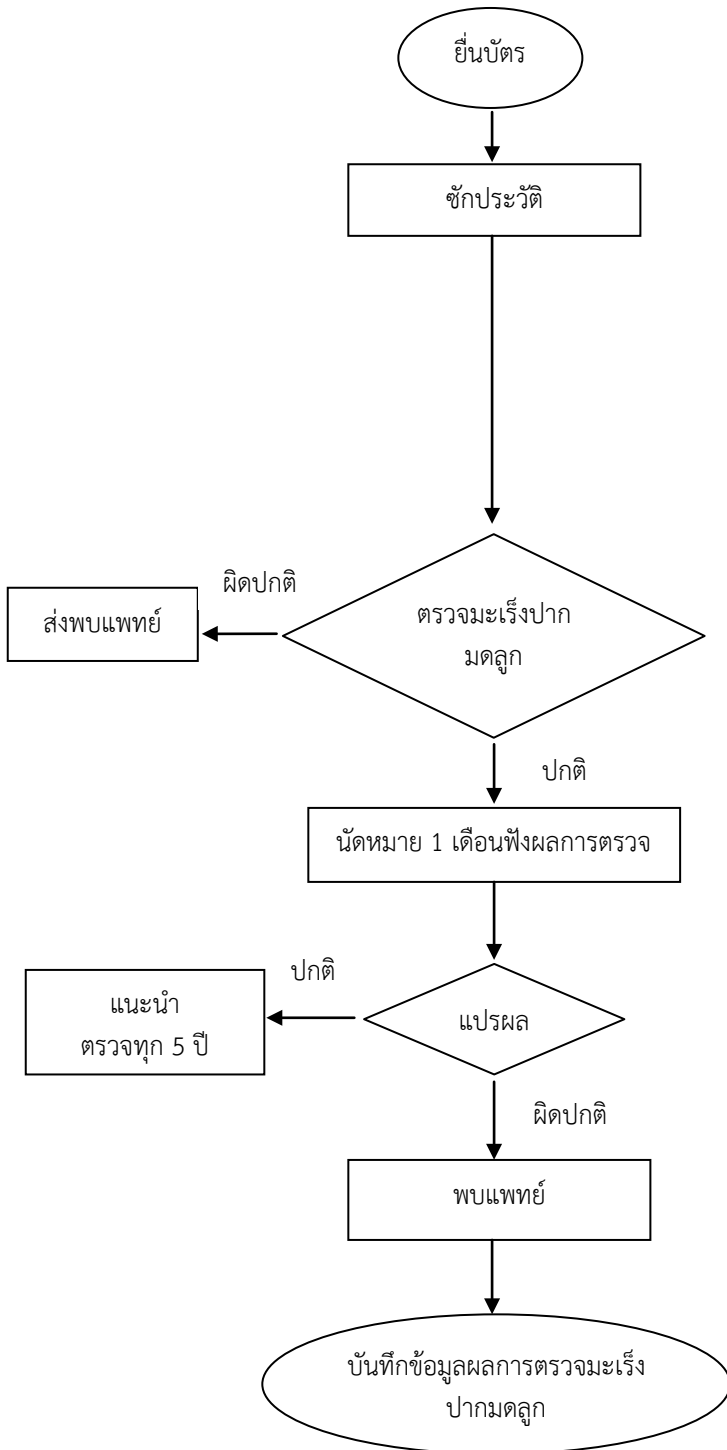 ยื่นบัตร
ซักประวัติ
ผิดปกติ
ส่งพบแพทย์
ตรวจมะเร็งปาก
มดลูก
ปกติ
นัดหมาย 1 เดือนฟังผลการตรวจ
ปกติ
แนะนำ
ตรวจทุก 5 ปี
แปรผล
ผิดปกติ
พบแพทย์
บันทึกข้อมูลผลการตรวจมะเร็ง
ปากมดลูก